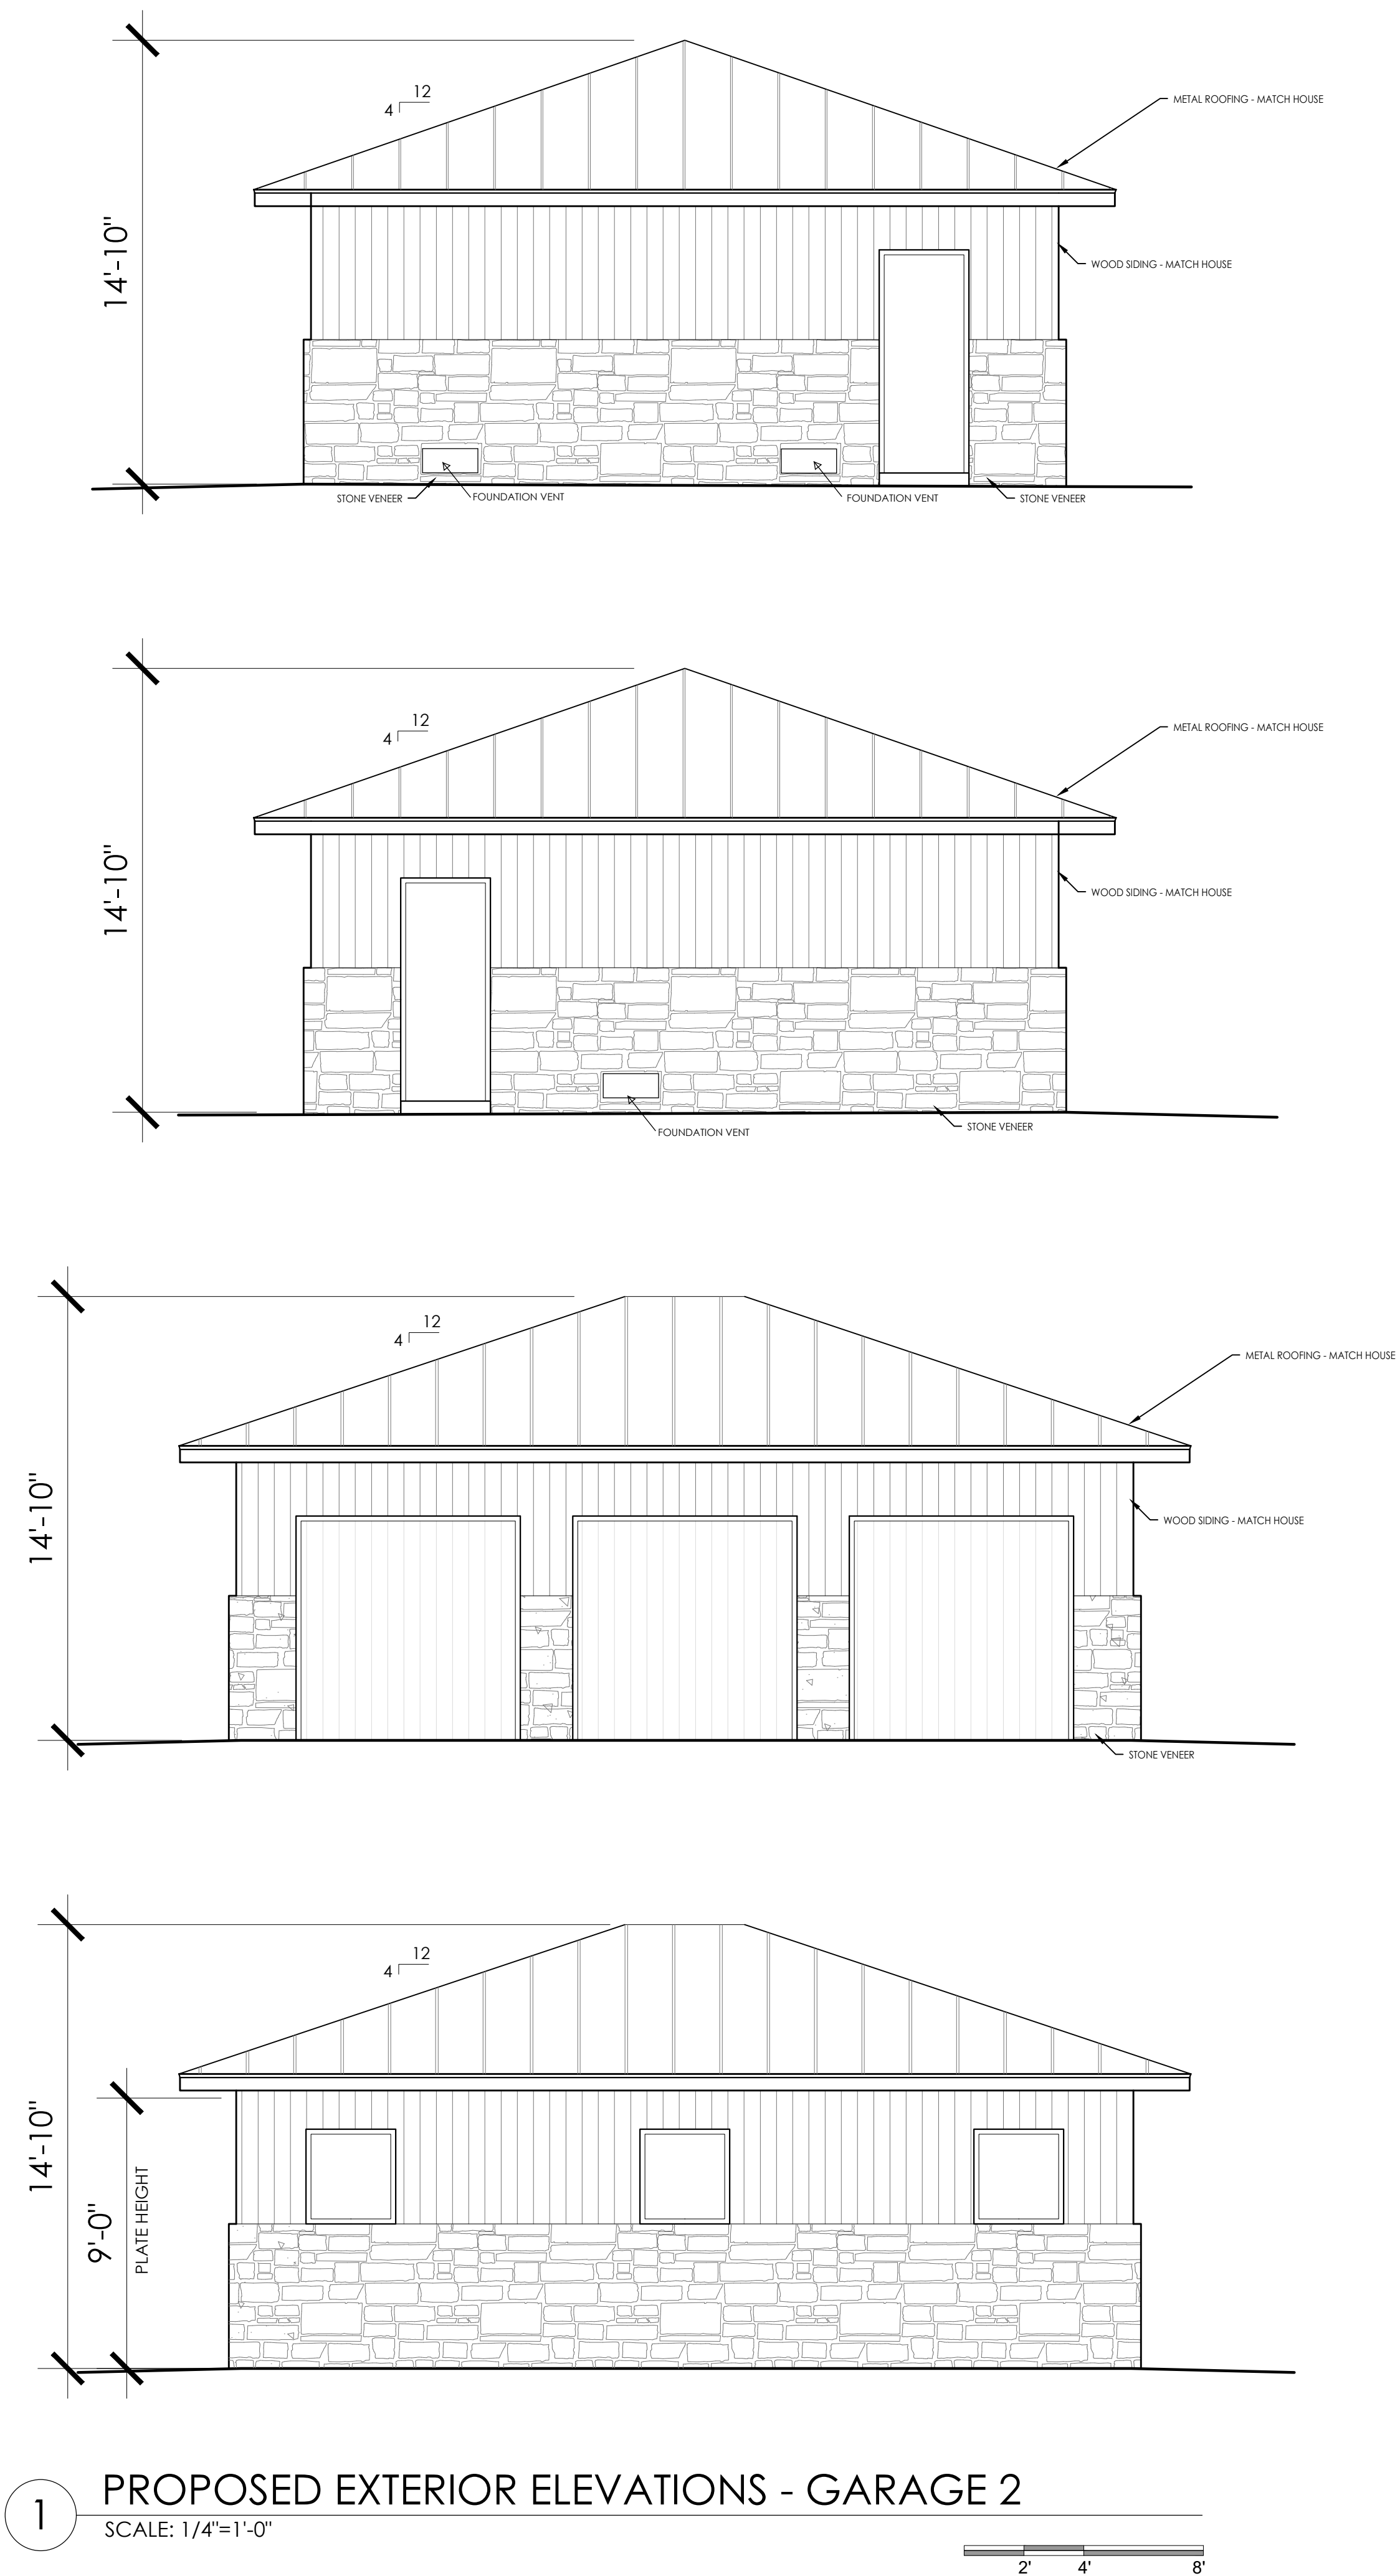 12
4
METAL ROOFING - MATCH HOUSE
14'-10"
WOOD SIDING - MATCH HOUSE
STONE VENEER
FOUNDATION VENT
FOUNDATION VENT
STONE VENEER
12
4
METAL ROOFING - MATCH HOUSE
14'-10"
WOOD SIDING - MATCH HOUSE
FOUNDATION VENT
STONE VENEER
12
4
METAL ROOFING - MATCH HOUSE
14'-10"
WOOD SIDING - MATCH HOUSE
STONE VENEER
12
4
14'-10"
9'-0"
PLATE HEIGHT
1
PROPOSED EXTERIOR ELEVATIONS - GARAGE 2
SCALE: 1/4"=1'-0"
2' 4' 8'